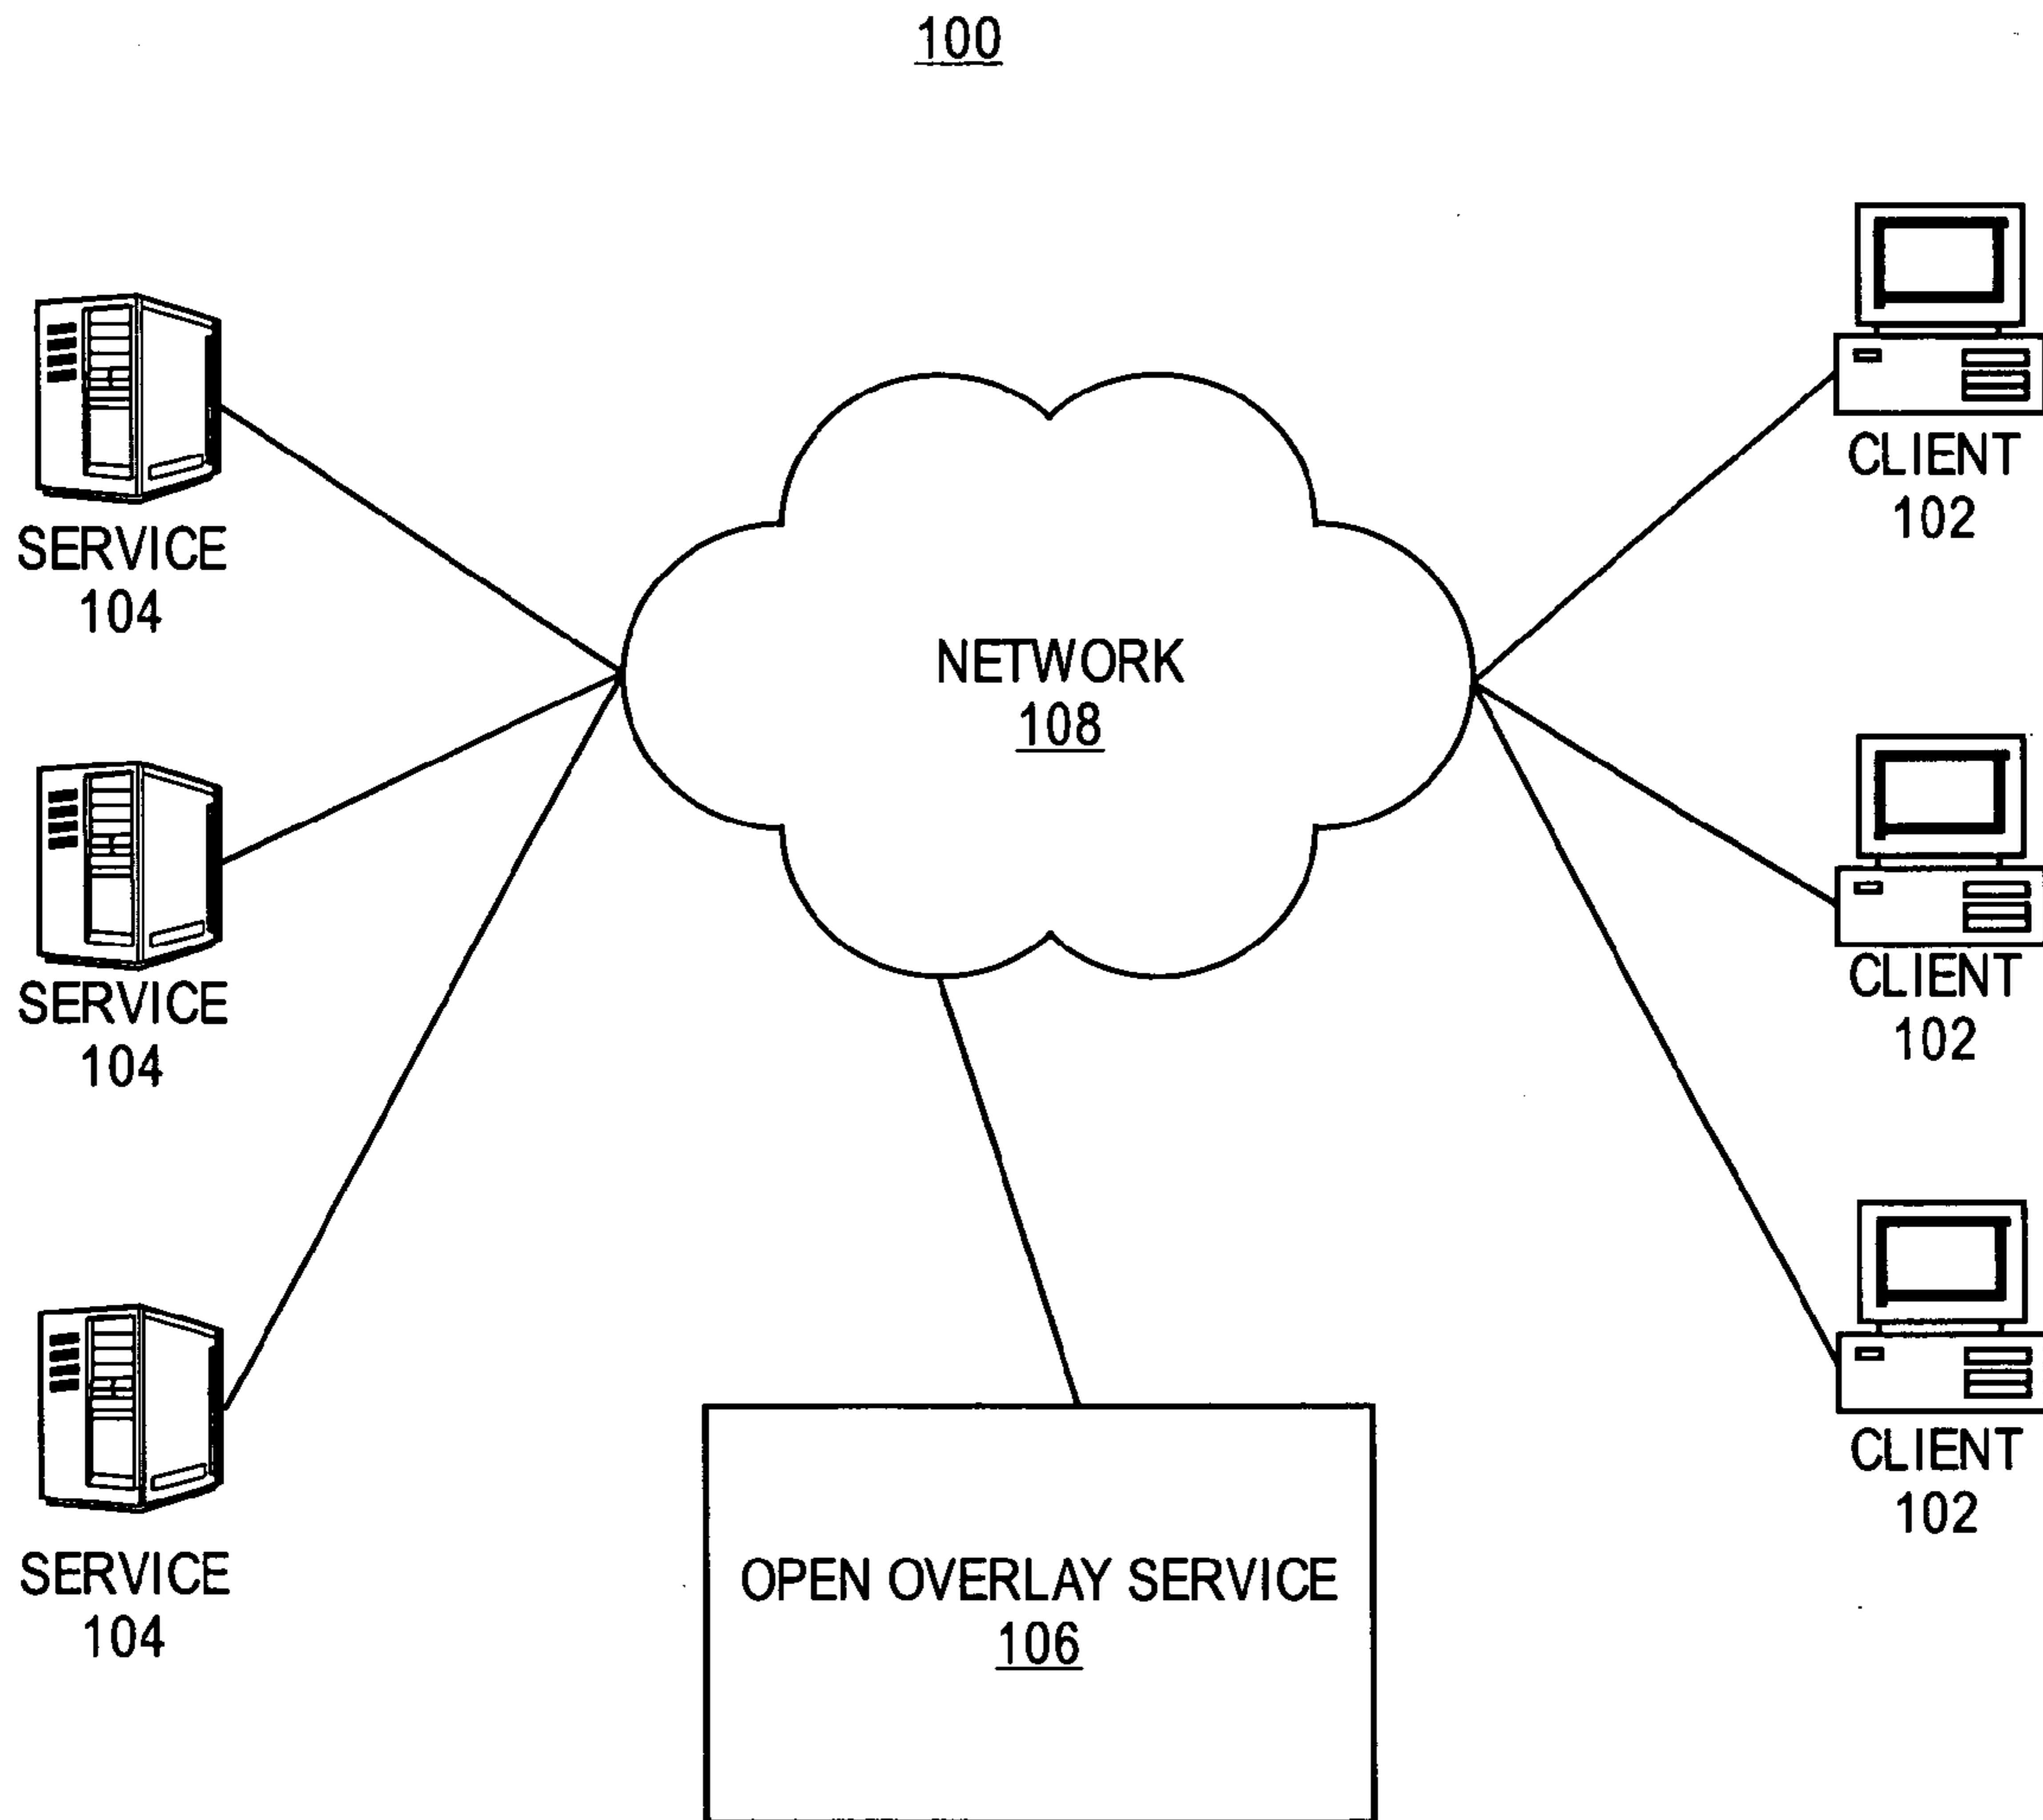 100
SERVICE
104
SERVICE
104
SERVICE
104
NETWORK
108
OPEN OVERLAY SERVICE
106
CLIENT
102
CLIENT
102
CLIENT
102